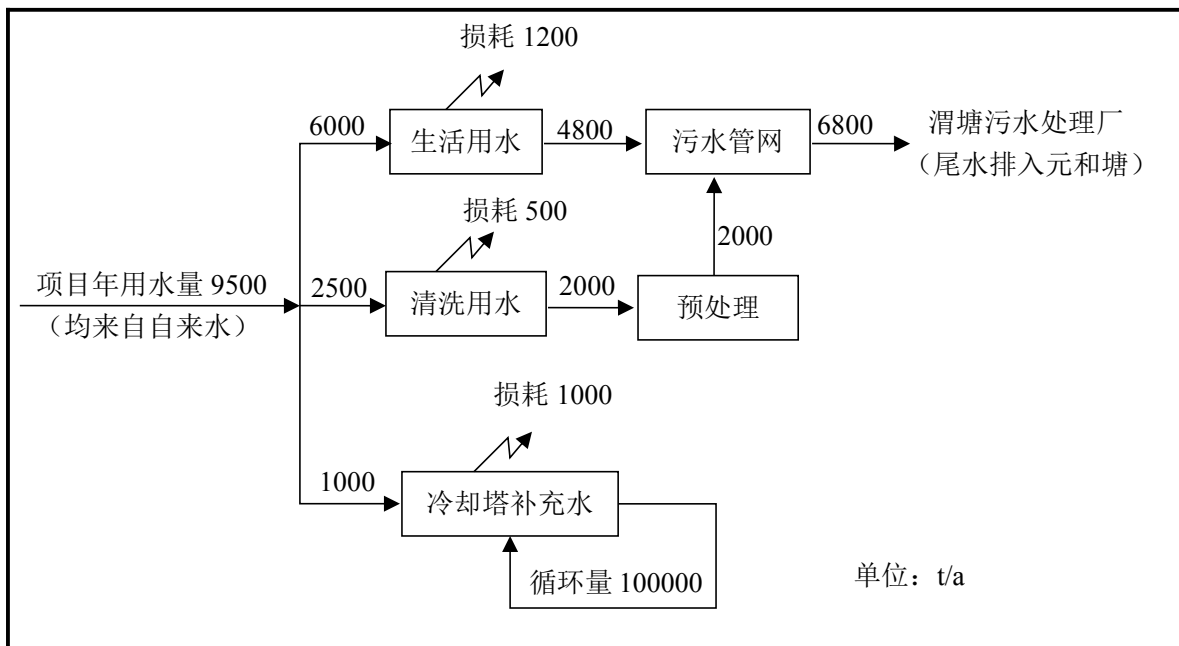 损耗 1200
6000
生活用水
4800
污水管网
6800
渭塘污水处理厂
（尾水排入元和塘）
损耗 500
2000
项目年用水量 9500
（均来自自来水）
2500
清洗用水
2000
预处理
损耗 1000
1000
冷却塔补充水
循环量 100000
单位：t/a